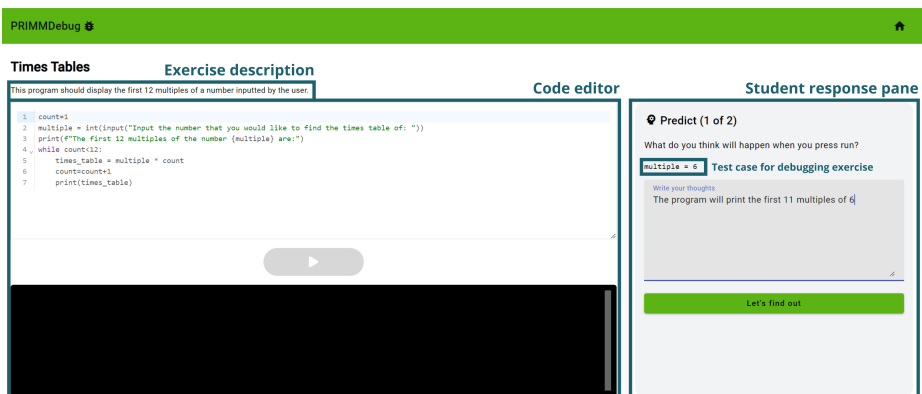 PRIMMDebug
Times Tables
Exercise description
This program should display the first 12 multiples of a number inputted by the user.
Code editor
1 count=1
2 multiple = int(input("Input the number that you would like to find the times table of: "))
3 print(f"The first 12 multiples of the number {multiple} are:")
4 while count<12:
5     times_table = multiple * count
6     count=count+1
7     print(times_table)
Student response pane
Predict (1 of 2)
What do you think will happen when you press run?
multiple = 6
Test case for debugging exercise
Write your thoughts
The program will print the first 11 multiples of 6
Let's find out